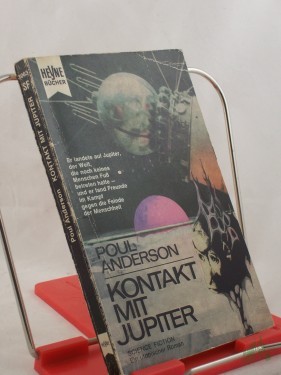 HEYNE
BÜCHER
Er landete auf Jupiter,
der Welt,
die noch keines
Menschen Fuß
betreten hatte –
und er fand Freunde
im Kampf
gegen die Feinde
der Menschheit
POUL
ANDERSON
KONTAKT
MIT
JUPITER
SCIENCE FICTION
Roman
SF
Poul Anderson KONTAKT MIT JUPITER